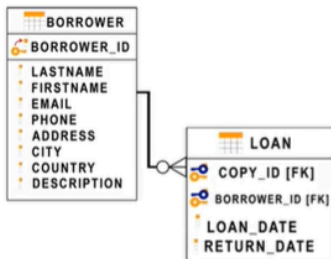 BORROWER
BORROWER_ID
LASTNAME
FIRSTNAME
EMAIL
PHONE
ADDRESS
CITY
COUNTRY
DESCRIPTION
LOAN
COPY_ID [FK]
BORROWER_ID [FK]
LOAN_DATE
RETURN_DATE